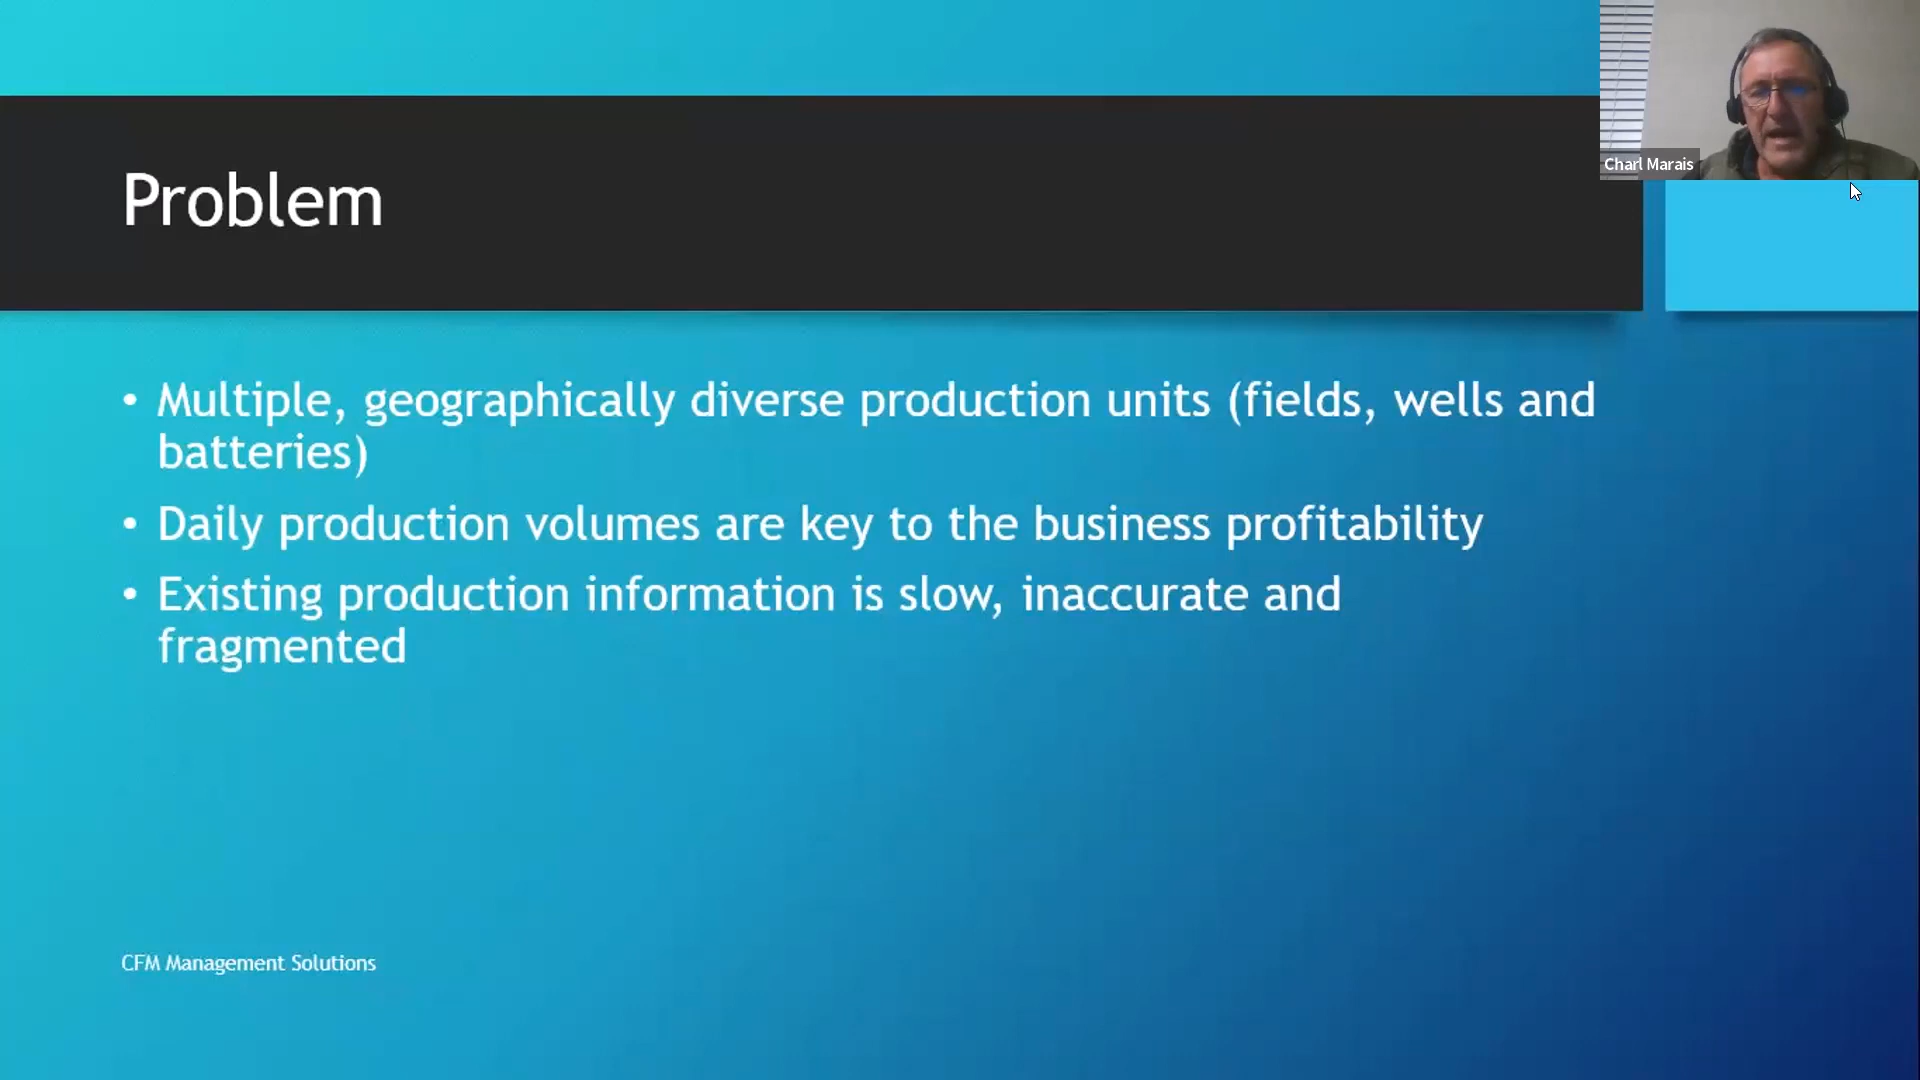 Charl Marais
Problem
• Multiple, geographically diverse production units (fields, wells and
batteries)
• Daily production volumes are key to the business profitability
• Existing production information is slow, inaccurate and
fragmented
CFM Management Solutions